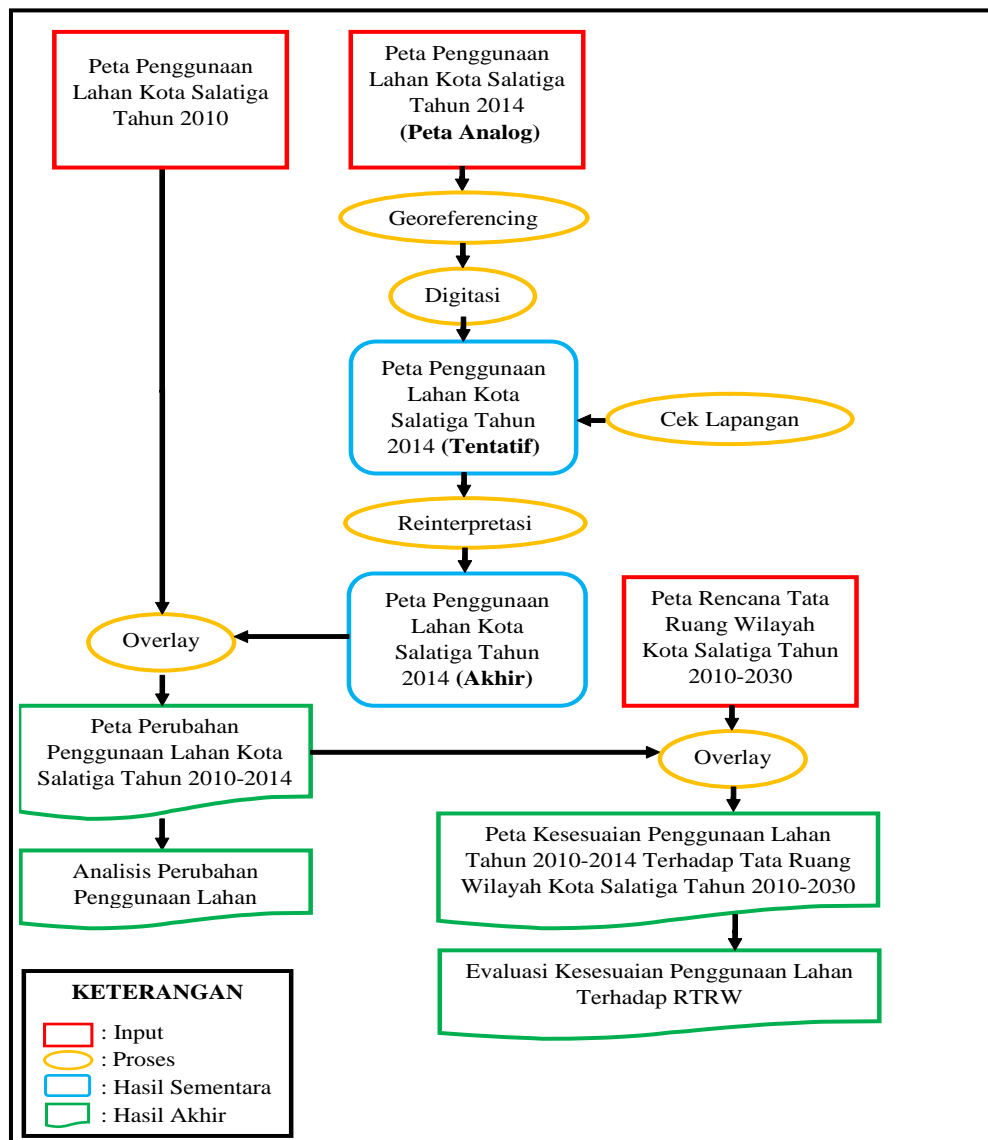 Peta Penggunaan
Lahan Kota Salatiga
Tahun 2010
Peta Penggunaan
Lahan Kota Salatiga
Tahun 2014
(Peta Analog)
Georeferencing
Digitasi
Peta Penggunaan
Lahan Kota
Salatiga Tahun
2014 (Tentatif)
Cek Lapangan
Reinterpretasi
Peta Penggunaan
Lahan Kota
Salatiga Tahun
2014 (Akhir)
Peta Rencana Tata
Ruang Wilayah
Kota Salatiga Tahun
2010-2030
Overlay
Peta Perubahan
Penggunaan Lahan Kota
Salatiga Tahun 2010-2014
Overlay
Analisis Perubahan
Penggunaan Lahan
Peta Kesesuaian Penggunaan Lahan
Tahun 2010-2014 Terhadap Tata Ruang
Wilayah Kota Salatiga Tahun 2010-2030
Evaluasi Kesesuaian Penggunaan Lahan
Terhadap RTRW
KETERANGAN
: Input
: Proses
: Hasil Sementara
: Hasil Akhir